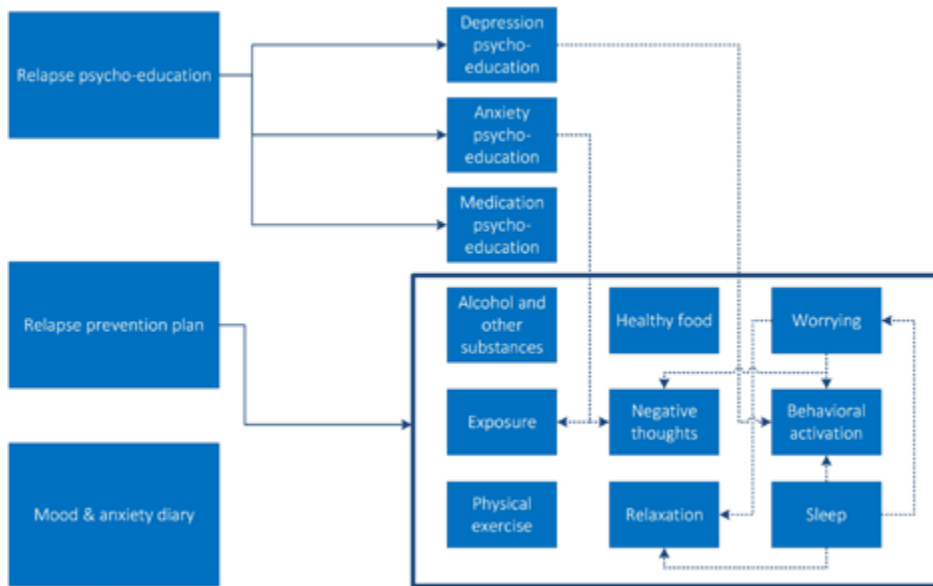 Relapse psycho-education
Depression
psycho-
education
Anxiety
psycho-
education
Medication
psycho-
education
Relapse prevention plan
Alcohol and
other
substances
Healthy food
Worrying
Exposure
Negative
thoughts
Behavioral
activation
Mood & anxiety diary
Physical
exercise
Relaxation
Sleep